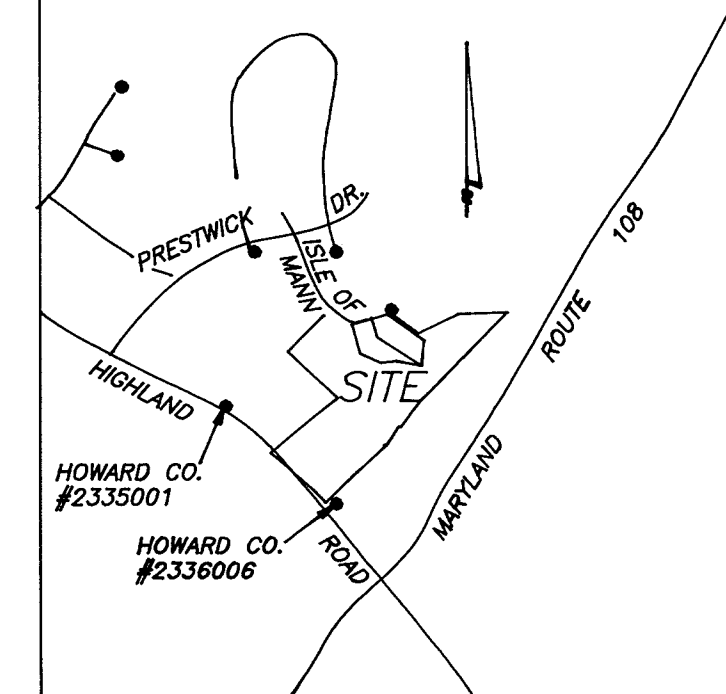 PRESTWICK DR.
ISLE OF
MANN
108
ROUTE
MARYLAND
HIGHLAND
SITE
HOWARD CO.
#2335001
HOWARD CO.
#2336006
ROAD